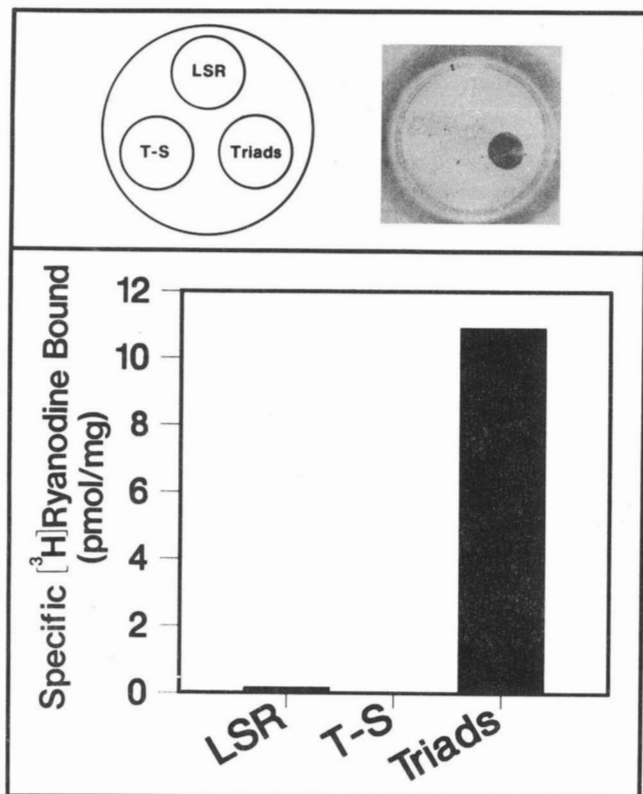 LSR
T-S Triads
12
10
8
6
4
2
0
Specific [³H]Ryanodine Bound
(pmol/mg)
LSR T-S Triads